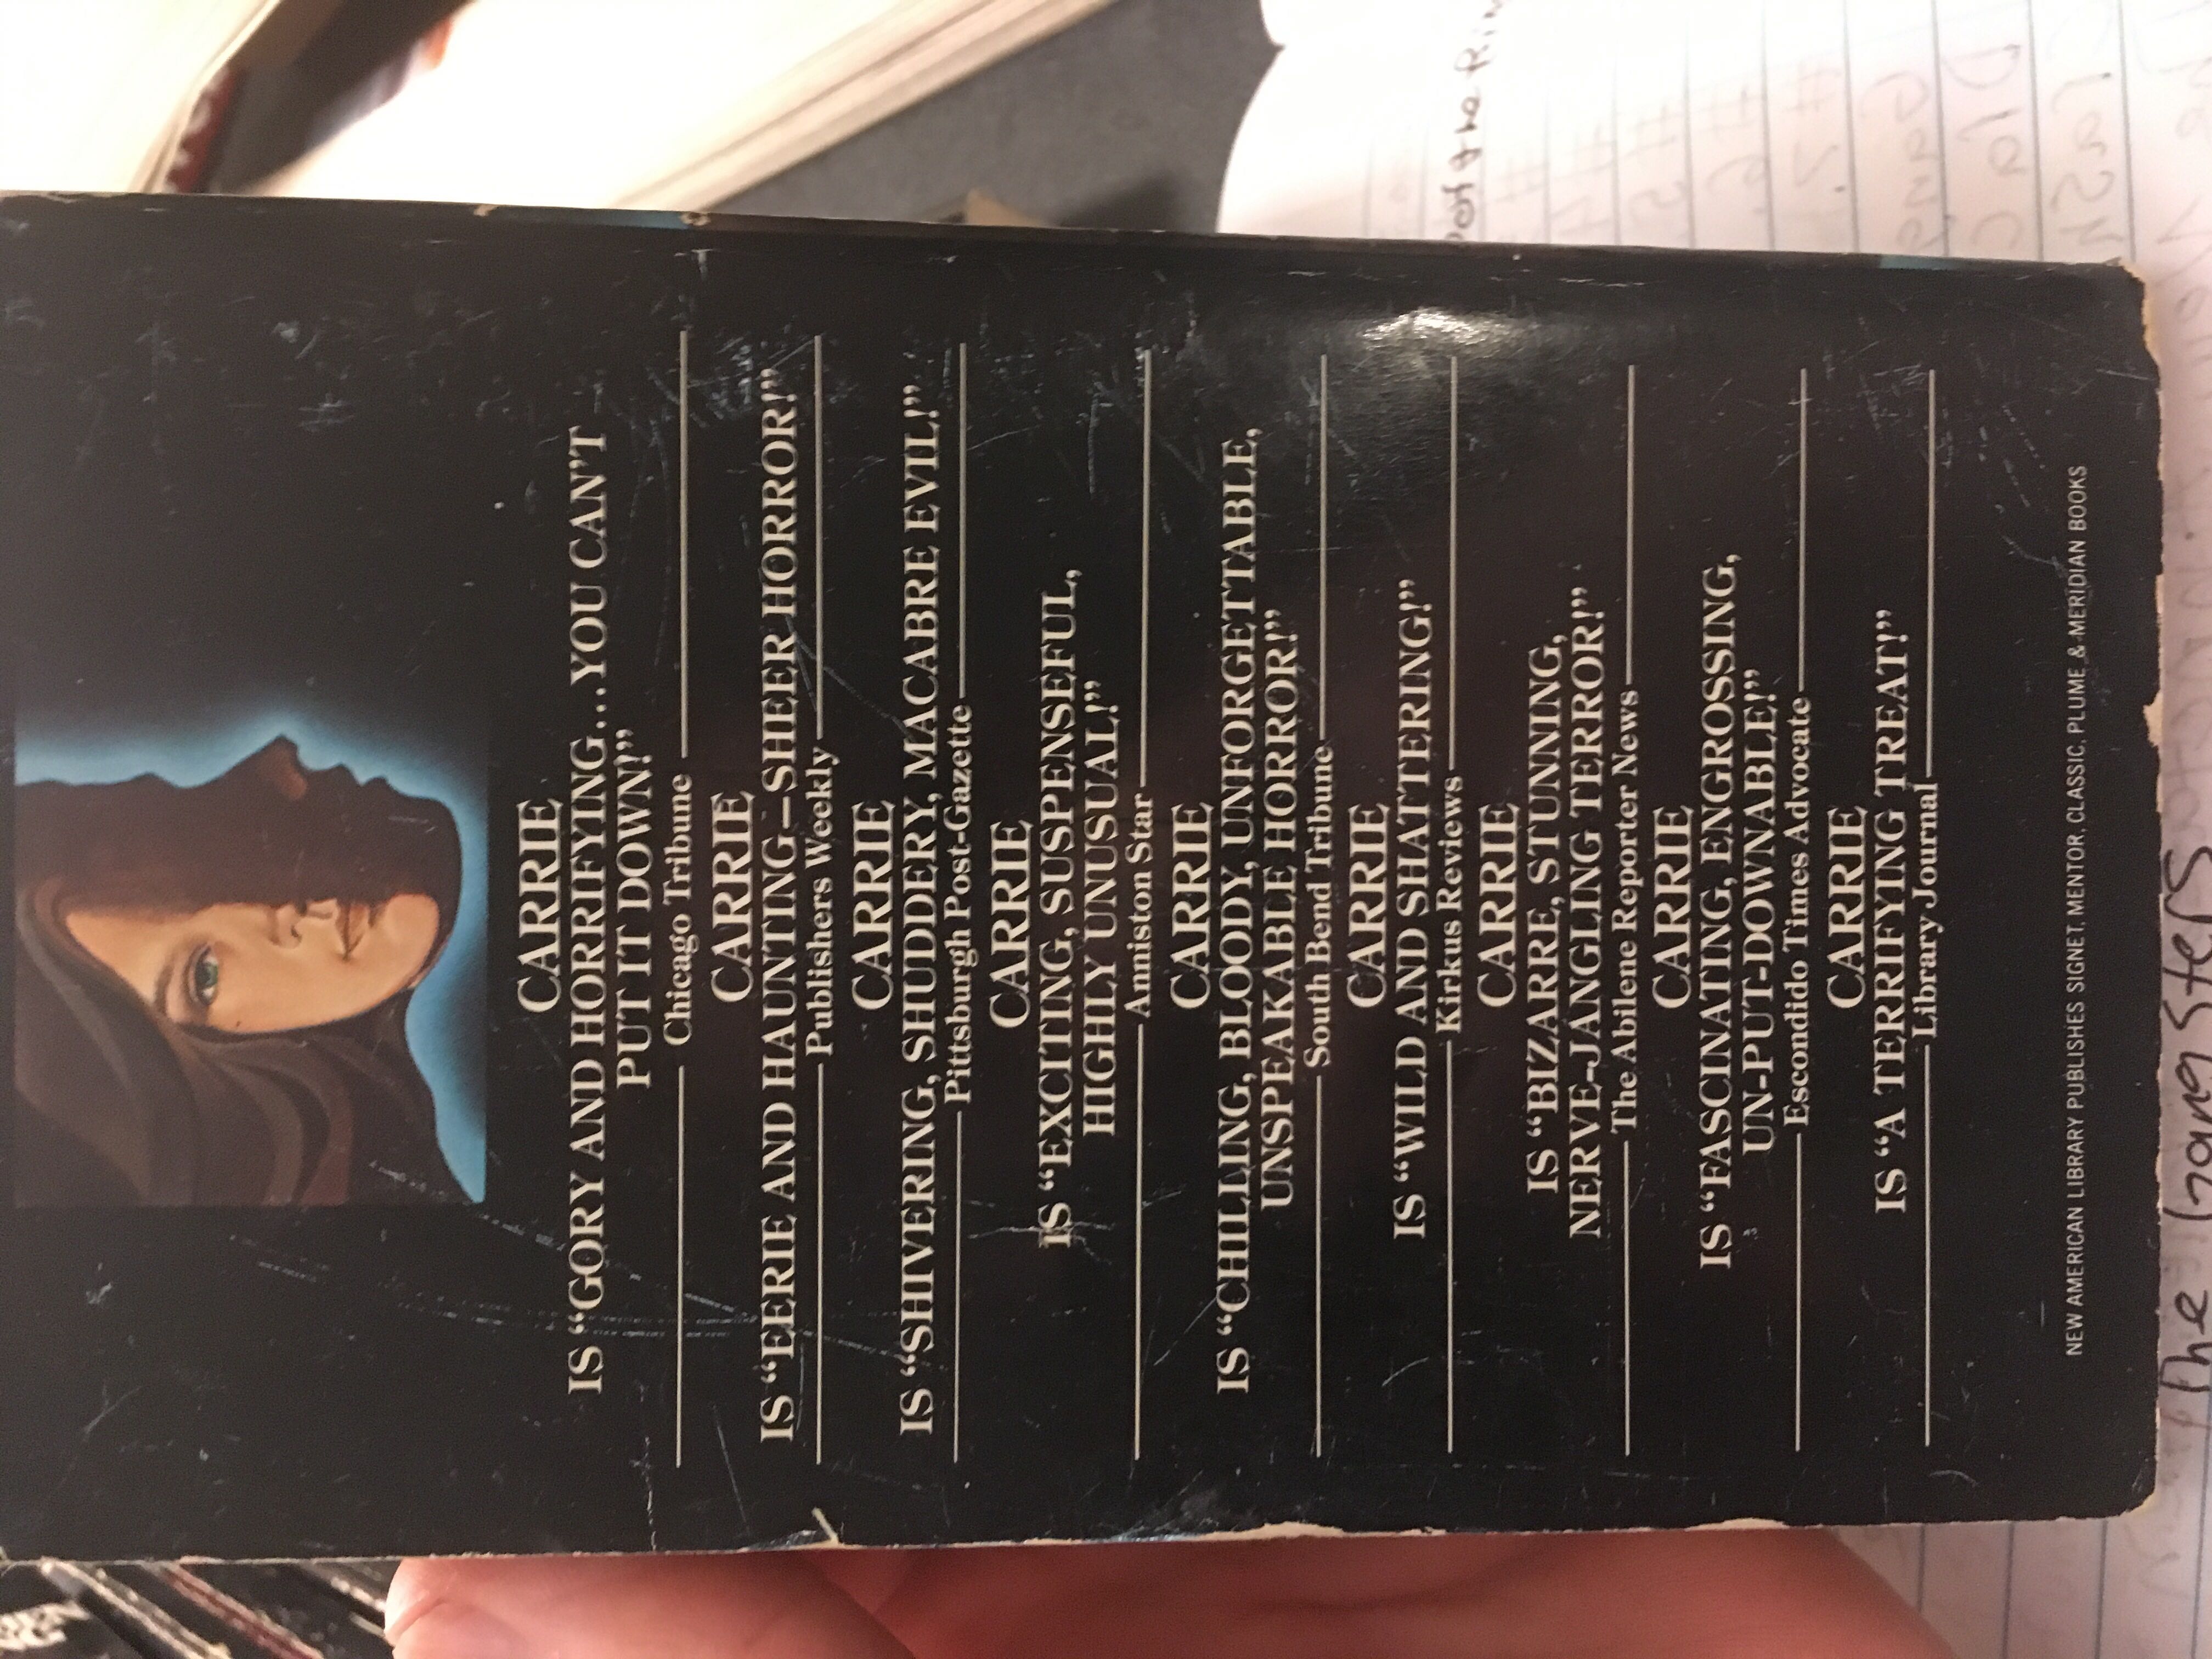 CARRIE
IS “GORY AND HORRIFYING...YOU CAN'T
PUT IT DOWN!”
Chicago Tribune
CARRIE
IS “EERIE AND HAUNTING—SHEER HORROR!”
Publishers Weekly
CARRIE
IS “SHIVERING, SHUDDERY, MACABRE EVIL!”
Pittsburgh Post-Gazette
CARRIE
IS “EXCITING, SUSPENSEFUL,
HIGHLY UNUSUAL!”
Anniston Star
CARRIE
IS “CHILLING, BLOODY, UNFORGETTABLE,
UNSPEAKABLE HORROR!”
South Bend Tribune
CARRIE
IS “WILD AND SHATTERING!”
Kirkus Reviews
CARRIE
IS “BIZARRE, STUNNING,
NERVE-JANGLING TERROR!”
The Abilene Reporter News
CARRIE
IS “FASCINATING, ENGROSSING,
UN-PUT-DOWNABLE!”
Escondido Times Advocate
CARRIE
IS “A TERRIFYING TREAT!”
Library Journal
NEW AMERICAN LIBRARY PUBLISHES SIGNET, MENTOR, CLASSIC, PLUME & MERIDIAN BOOKS
of the Rin
The